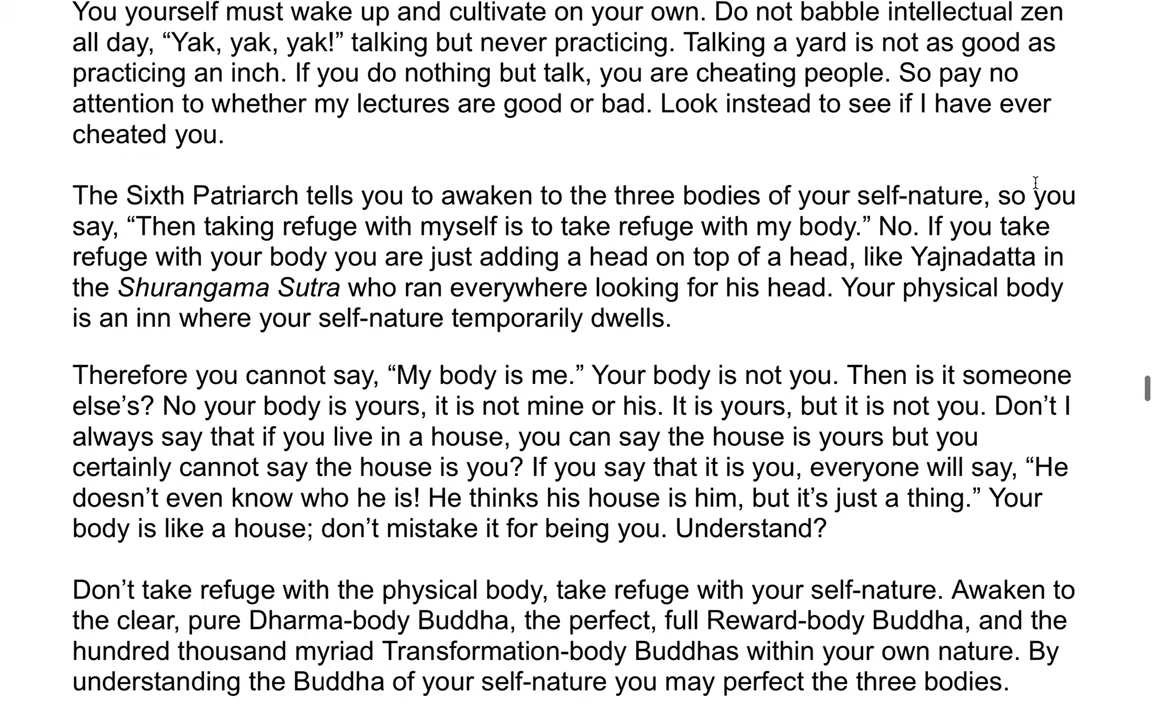 You yourself must wake up and cultivate on your own. Do not babble intellectual zen
all day, “Yak, yak, yak!” talking but never practicing. Talking a yard is not as good as
practicing an inch. If you do nothing but talk, you are cheating people. So pay no
attention to whether my lectures are good or bad. Look instead to see if I have ever
cheated you.
The Sixth Patriarch tells you to awaken to the three bodies of your self-nature, so you
say, “Then taking refuge with myself is to take refuge with my body.” No. If you take
refuge with your body you are just adding a head on top of a head, like Yajnadatta in
the Shurangama Sutra who ran everywhere looking for his head. Your physical body
is an inn where your self-nature temporarily dwells.
Therefore you cannot say, “My body is me.” Your body is not you. Then is it someone
else’s? No your body is yours, it is not mine or his. It is yours, but it is not you. Don’t I
always say that if you live in a house, you can say the house is yours but you
certainly cannot say the house is you? If you say that it is you, everyone will say, “He
doesn’t even know who he is! He thinks his house is him, but it’s just a thing.” Your
body is like a house; don’t mistake it for being you. Understand?
Don’t take refuge with the physical body, take refuge with your self-nature. Awaken to
the clear, pure Dharma-body Buddha, the perfect, full Reward-body Buddha, and the
hundred thousand myriad Transformation-body Buddhas within your own nature. By
understanding the Buddha of your self-nature you may perfect the three bodies.